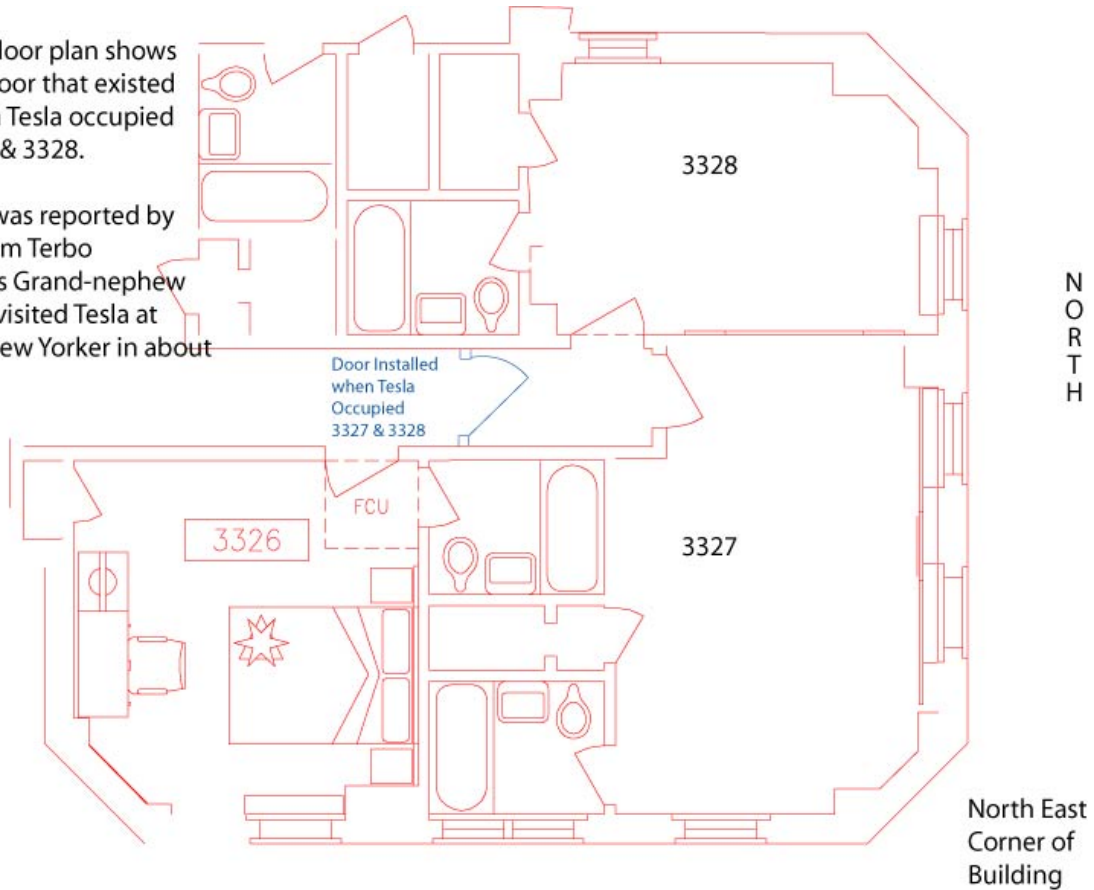 loor plan shows
oor that existed
Tesla occupied
& 3328.
was reported by
m Terbo
s Grand-nephew
visited Tesla at
ew Yorker in about
3328
Door Installed
when Tesla
Occupied
3327 & 3328
NORTH
FCU
3326
3327
North East
Corner of
Building